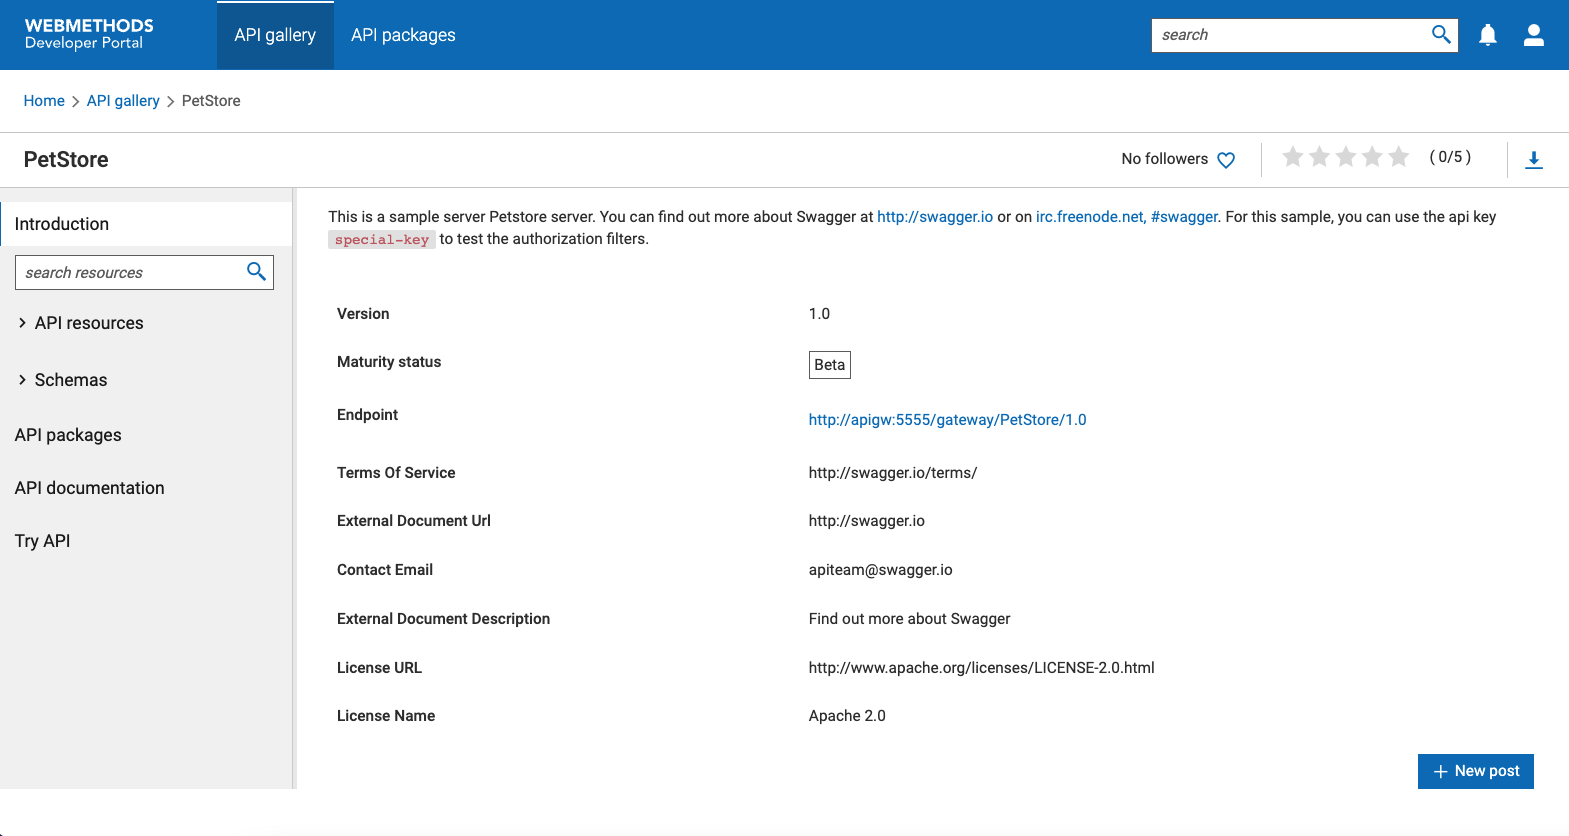 WEBMETHODS
Developer Portal
API gallery
API packages
search
Home > API gallery > PetStore
PetStore
No followers
( 0/5 )
Introduction
search resources
API resources
Schemas
API packages
API documentation
Try API
This is a sample server Petstore server. You can find out more about Swagger at http://swagger.io or on irc.freenode.net, #swagger. For this sample, you can use the api key
special-key to test the authorization filters.
Version 1.0
Maturity status Beta
Endpoint http://apigw:5555/gateway/PetStore/1.0
Terms Of Service http://swagger.io/terms/
External Document Url http://swagger.io
Contact Email apiteam@swagger.io
External Document Description Find out more about Swagger
License URL http://www.apache.org/licenses/LICENSE-2.0.html
License Name Apache 2.0
+ New post